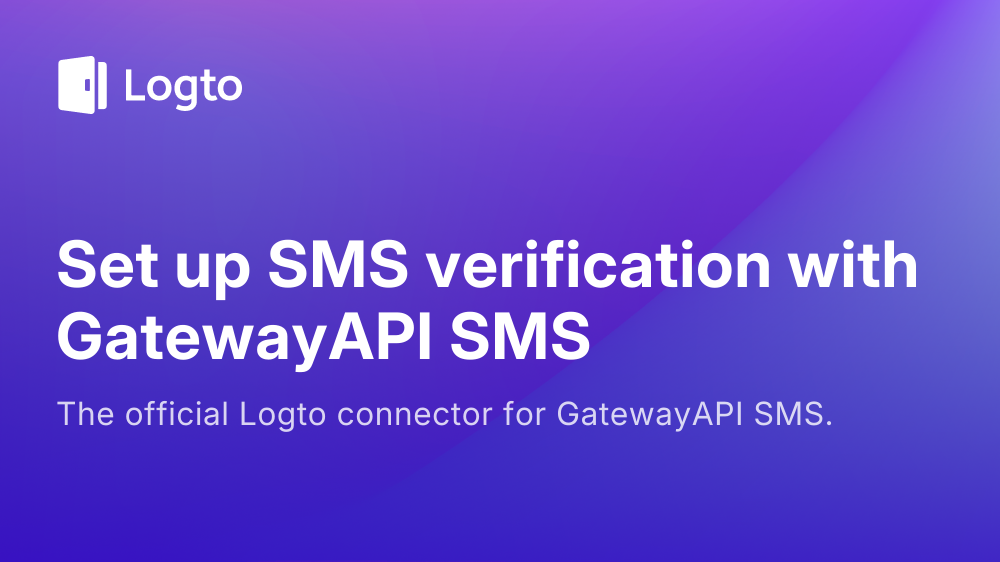 Logto
Set up SMS verification with
GatewayAPI SMS
The official Logto connector for GatewayAPI SMS.